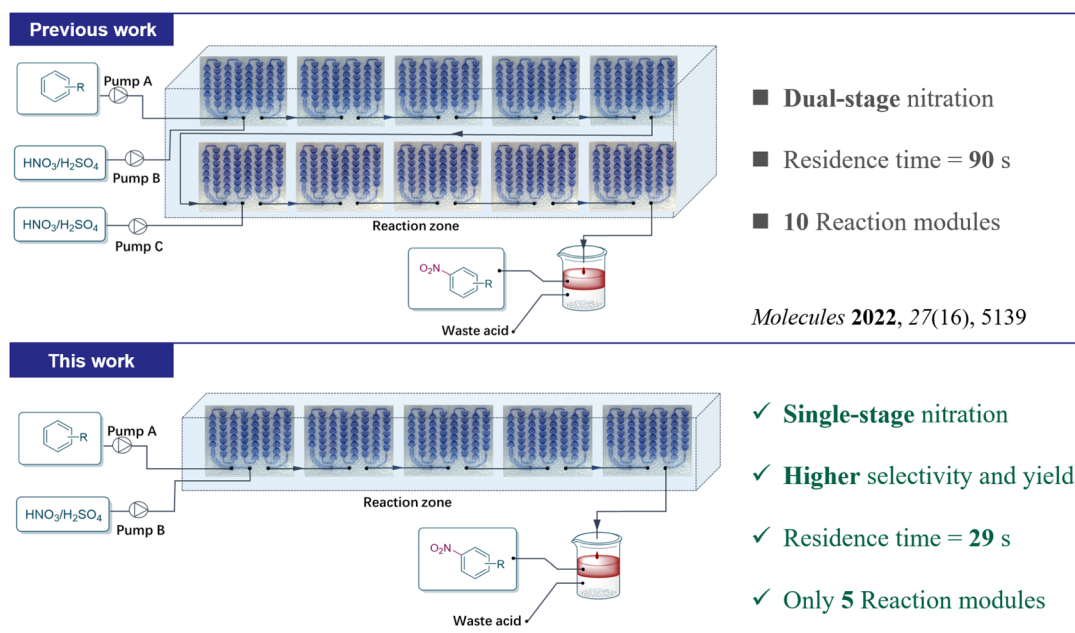 Previous work
R
Pump A
HNO3/H2SO4
Pump B
HNO3/H2SO4
Pump C
Reaction zone
O2N
R
Waste acid
■ Dual-stage nitration
■ Residence time = 90 s
■ 10 Reaction modules
Molecules 2022, 27(16), 5139
This work
R
Pump A
HNO3/H2SO4
Pump B
Reaction zone
O2N
R
Waste acid
✓ Single-stage nitration
✓ Higher selectivity and yield
✓ Residence time = 29 s
✓ Only 5 Reaction modules